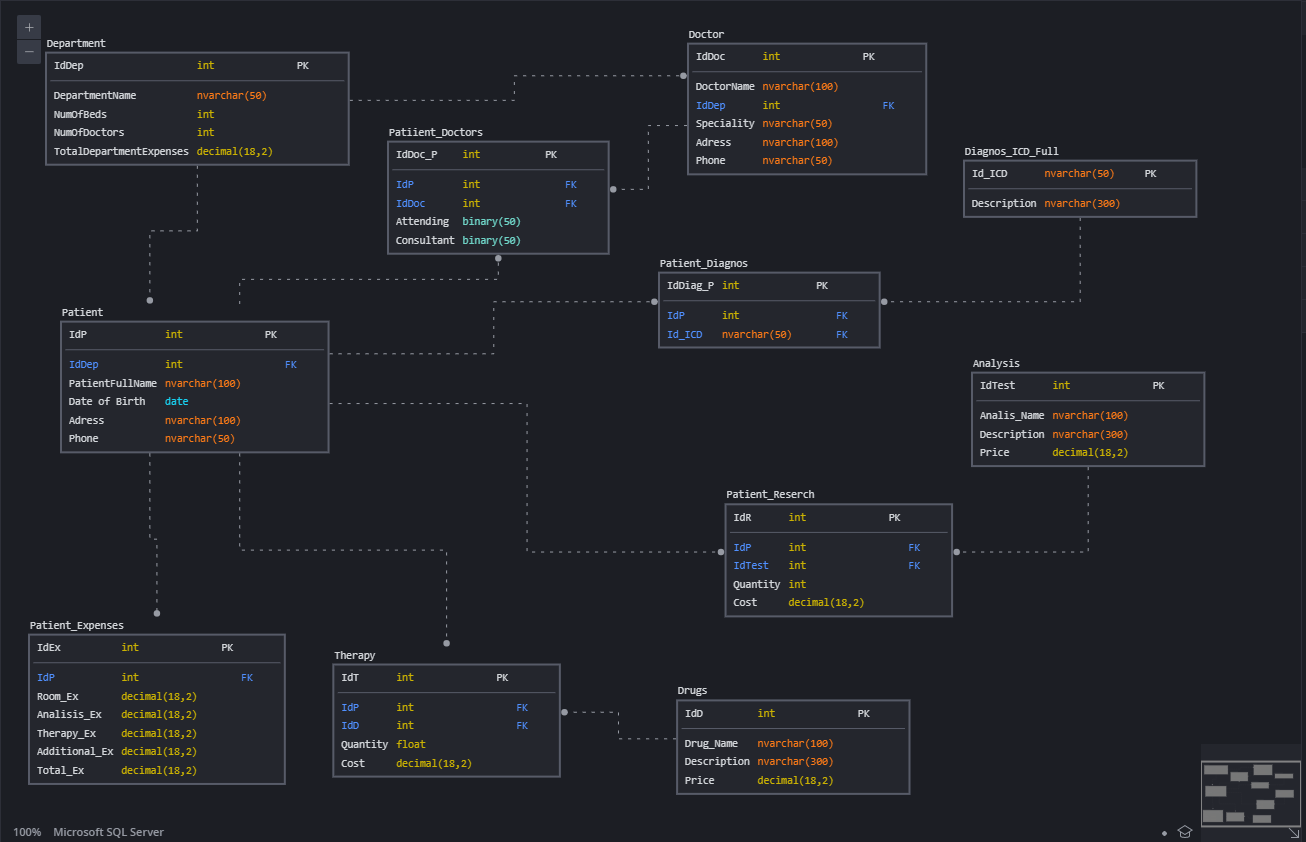 +
−
Department
IdDep int PK
DepartmentName nvarchar(50)
NumOfBeds int
NumOfDoctors int
TotalDepartmentExpenses decimal(18,2)
Doctor
IdDoc int PK
DoctorName nvarchar(100)
IdDep int FK
Speciality nvarchar(50)
Adress nvarchar(100)
Phone nvarchar(50)
Patiient_Doctors
IdDoc_P int PK
IdP int FK
IdDoc int FK
Attending binary(50)
Consultant binary(50)
Diagnos_ICD_Full
Id_ICD nvarchar(50) PK
Description nvarchar(300)
Patient_Diagnos
IdDiag_P int PK
IdP int FK
Id_ICD nvarchar(50) FK
Patient
IdP int PK
IdDep int FK
PatientFullName nvarchar(100)
Date of Birth date
Adress nvarchar(100)
Phone nvarchar(50)
Analysis
IdTest int PK
Analis_Name nvarchar(100)
Description nvarchar(300)
Price decimal(18,2)
Patient_Reserch
IdR int PK
IdP int FK
IdTest int FK
Quantity int
Cost decimal(18,2)
Patient_Expenses
IdEx int PK
IdP int FK
Room_Ex decimal(18,2)
Analisis_Ex decimal(18,2)
Therapy_Ex decimal(18,2)
Additional_Ex decimal(18,2)
Total_Ex decimal(18,2)
Therapy
IdT int PK
IdP int FK
IdD int FK
Quantity float
Cost decimal(18,2)
Drugs
IdD int PK
Drug_Name nvarchar(100)
Description nvarchar(300)
Price decimal(18,2)
100% Microsoft SQL Server